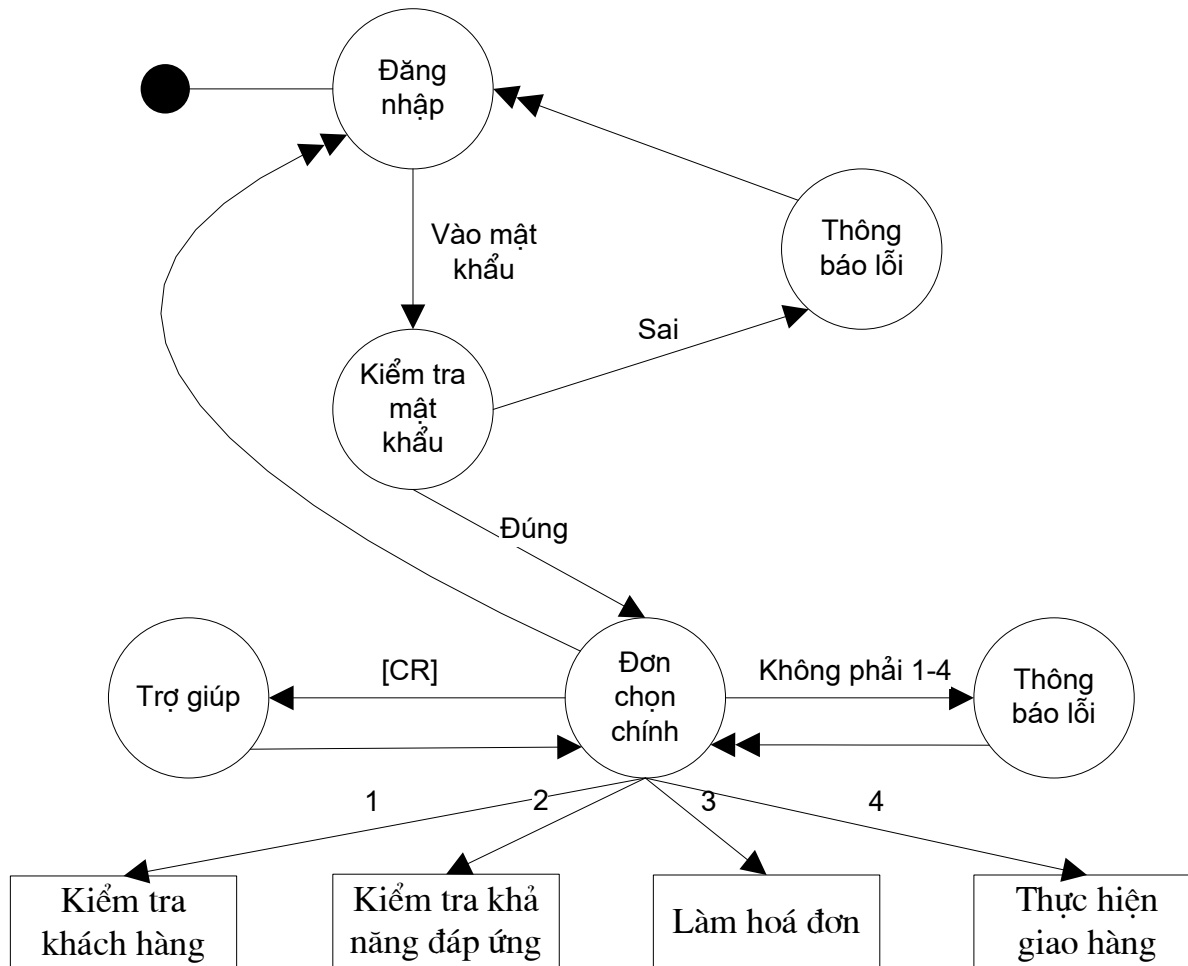 Đăng
nhập
Vào mật
khẩu
Thông
báo lỗi
Sai
Kiểm tra
mật
khẩu
Đúng
Trợ giúp
[CR]
Đơn
chọn
chính
Không phải 1-4
Thông
báo lỗi
1
2
3
4
Kiểm tra
khách hàng
Kiểm tra khả
năng đáp ứng
Làm hoá đơn
Thực hiện
giao hàng